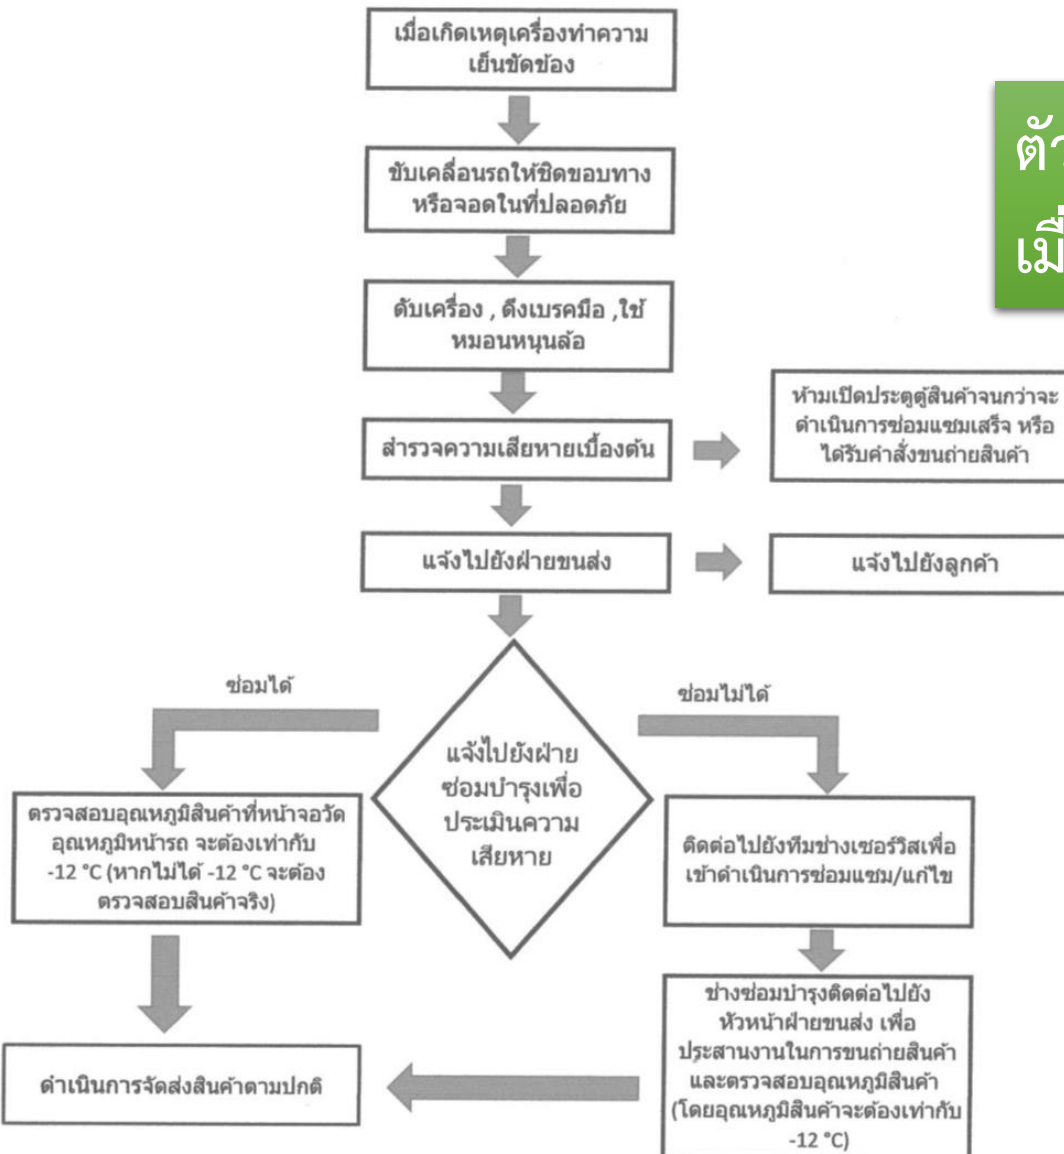 เมื่อเกิดเหตุเครื่องทำความ
เย็นขัดข้อง
ขับเคลื่อนรถให้ชิดขอบทาง
หรือจอดในที่ปลอดภัย
ดับเครื่อง , ดึงเบรคมือ ,ใช้
หมอนหนุนล้อ
สำรวจความเสียหายเบื้องต้น
ห้ามเปิดประตูตู้สินค้าจนกว่าจะ
ดำเนินการซ่อมแซมเสร็จ หรือ
ได้รับคำสั่งขนถ่ายสินค้า
แจ้งไปยังฝ่ายขนส่ง
แจ้งไปยังลูกค้า
แจ้งไปยังฝ่าย
ซ่อมบำรุงเพื่อ
ประเมินความ
เสียหาย
ซ่อมได้
ซ่อมไม่ได้
ตรวจสอบอุณหภูมิสินค้าที่หน้าจอวัด
อุณหภูมิหน้ารถ จะต้องเท่ากับ
-12 °C (หากไม่ได้ -12 °C จะต้อง
ตรวจสอบสินค้าจริง)
ติดต่อไปยังทีมช่างเซอร์วิสเพื่อ
เข้าดำเนินการซ่อมแซม/แก้ไข
ช่างซ่อมบำรุงติดต่อไปยัง
หัวหน้าฝ่ายขนส่ง เพื่อ
ประสานงานในการขนถ่ายสินค้า
และตรวจสอบอุณหภูมิสินค้า
(โดยอุณหภูมิสินค้าจะต้องเท่ากับ
-12 °C)
ดำเนินการจัดส่งสินค้าตามปกติ